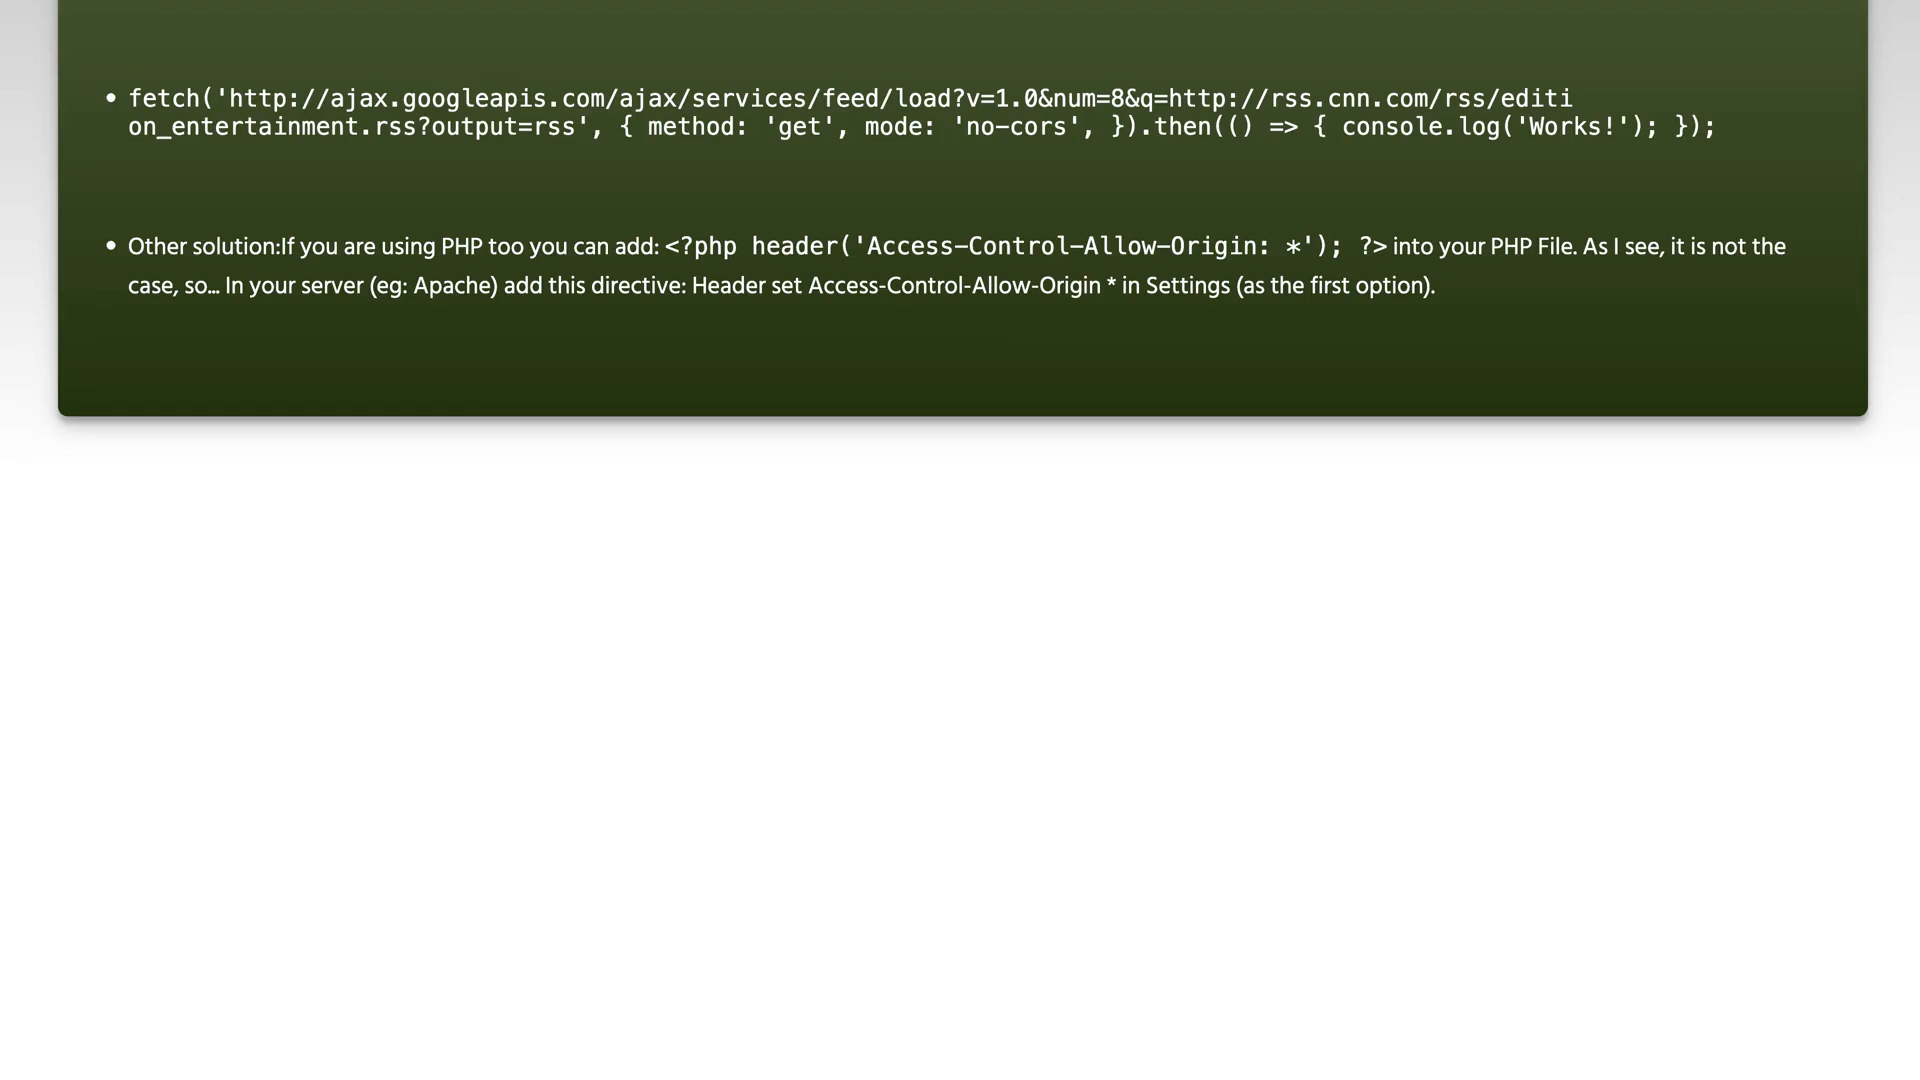 • fetch('http://ajax.googleapis.com/ajax/services/feed/load?v=1.0&num=8&q=http://rss.cnn.com/rss/editi
on_entertainment.rss?output=rss', { method: 'get', mode: 'no-cors', }).then(() => { console.log('Works!'); });
• Other solution:If you are using PHP too you can add: <?php header('Access-Control-Allow-Origin: *'); ?> into your PHP File. As I see, it is not the
case, so... In your server (eg: Apache) add this directive: Header set Access-Control-Allow-Origin * in Settings (as the first option).